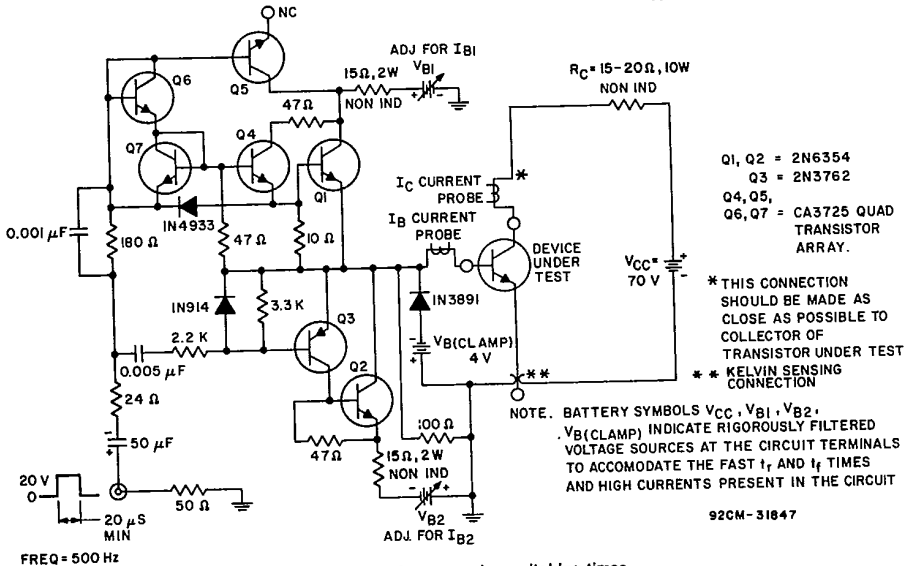 NC
ADJ FOR IB1
VB1
15Ω, 2W
NON IND
+
-
RC = 15-20Ω, 10W
NON IND
Q6
Q5
47Ω
Q7
Q4
Q1
IN4933
0.001 µF
180 Ω
47Ω
10 Ω
IC CURRENT
PROBE
*
IB CURRENT
PROBE
DEVICE
UNDER
TEST
VCC=
70 V
+
-
Q1, Q2 = 2N6354
Q3 = 2N3762
Q4,Q5,
Q6,Q7 = CA3725 QUAD
TRANSISTOR
ARRAY.
* THIS CONNECTION
SHOULD BE MADE AS
CLOSE AS POSSIBLE TO
COLLECTOR OF
TRANSISTOR UNDER TEST
** KELVIN SENSING
CONNECTION
IN914
3.3 K
Q3
IN3891
-
+
VB(CLAMP)
4 V
**
2.2 K
0.005 µF
Q2
24 Ω
-
+
50 µF
47Ω
100Ω
15Ω, 2W
NON IND
-
+
VB2
ADJ. FOR IB2
20 V
0
20 µS
MIN
50 Ω
FREQ = 500 Hz
NOTE. BATTERY SYMBOLS VCC, VB1, VB2,
. VB(CLAMP) INDICATE RIGOROUSLY FILTERED
VOLTAGE SOURCES AT THE CIRCUIT TERMINALS
TO ACCOMODATE THE FAST tr AND tf TIMES
AND HIGH CURRENTS PRESENT IN THE CIRCUIT
92CM-31847